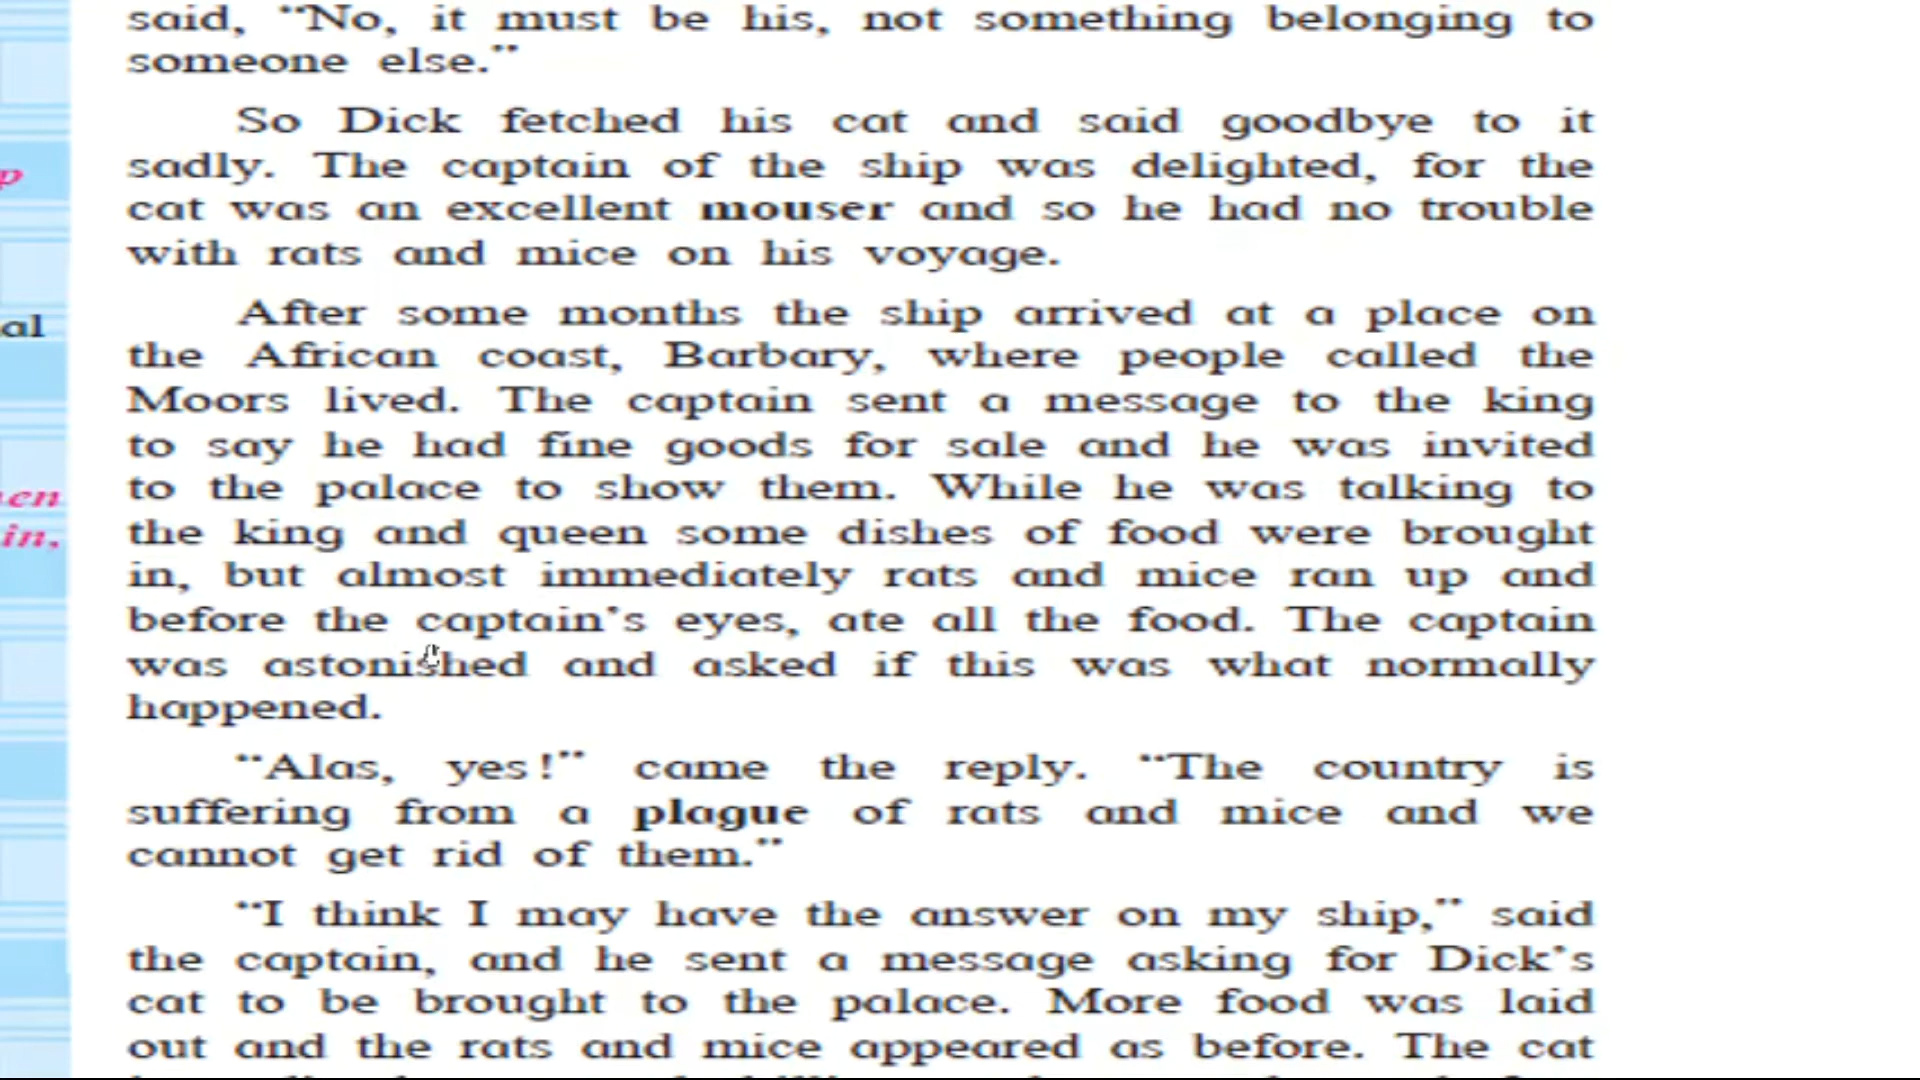 said, “No, it must be his, not something belonging to
someone else.”
So Dick fetched his cat and said goodbye to it
sadly. The captain of the ship was delighted, for the
cat was an excellent mouser and so he had no trouble
with rats and mice on his voyage.
After some months the ship arrived at a place on
the African coast, Barbary, where people called the
Moors lived. The captain sent a message to the king
to say he had fine goods for sale and he was invited
to the palace to show them. While he was talking to
the king and queen some dishes of food were brought
in, but almost immediately rats and mice ran up and
before the captain's eyes, ate all the food. The captain
was astonished and asked if this was what normally
happened.
“Alas, yes!” came the reply. “The country is
suffering from a plague of rats and mice and we
cannot get rid of them.”
“I think I may have the answer on my ship,” said
the captain, and he sent a message asking for Dick's
cat to be brought to the palace. More food was laid
out and the rats and mice appeared as before. The cat
p
al
en
in,